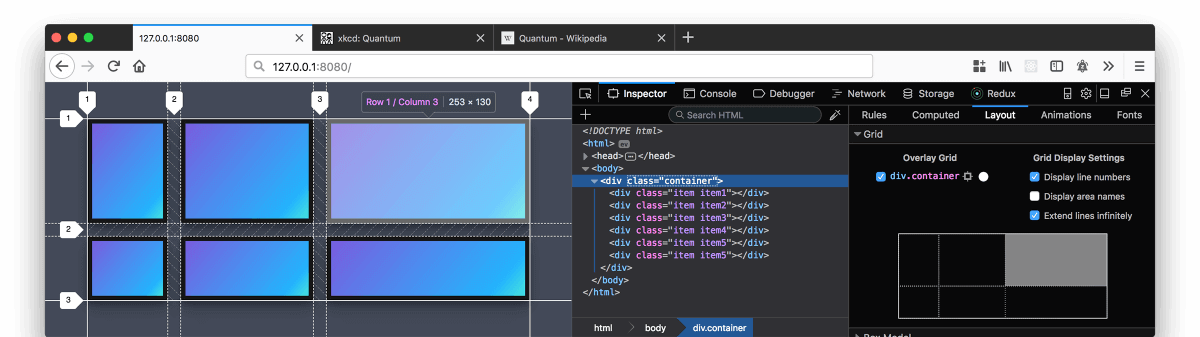 127.0.0.1:8080
xkcd: Quantum
Quantum - Wikipedia
127.0.0.1:8080/
1 2 3 4
Row 1 / Column 3 253 × 130
1
2
3
Inspector Console Debugger Network Storage Redux
Search HTML
<!DOCTYPE html>
<html> ev
<head></head>
<body>
<div class="container">
<div class="item item1"></div>
<div class="item item2"></div>
<div class="item item3"></div>
<div class="item item4"></div>
<div class="item item5"></div>
<div class="item item5"></div>
</div>
</body>
</html>
html body div.container
Rules Computed Layout Animations Fonts
Grid
Overlay Grid
div.container
Grid Display Settings
Display line numbers
Display area names
Extend lines infinitely
Box Model